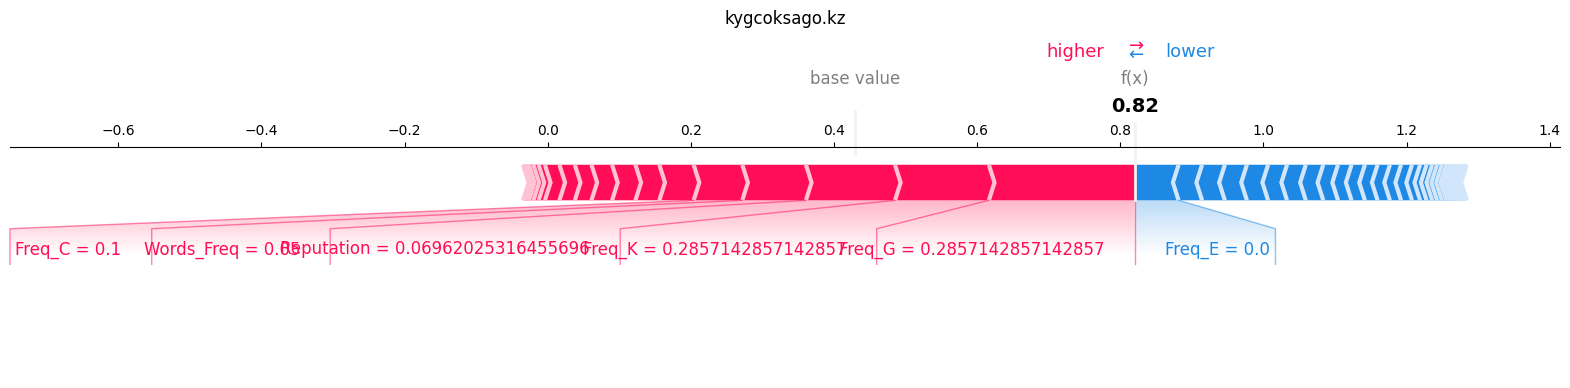 kygcoksago.kz
higher ⇄ lower
base value f(x)
0.82
−0.6 −0.4 −0.2 0.0 0.2 0.4 0.6 0.8 1.0 1.2 1.4
Freq_C = 0.1 Words_Freq = 0.05 Reputation = 0.06962025316455696 Freq_K = 0.2857142857142857 Freq_G = 0.2857142857142857 Freq_E = 0.0